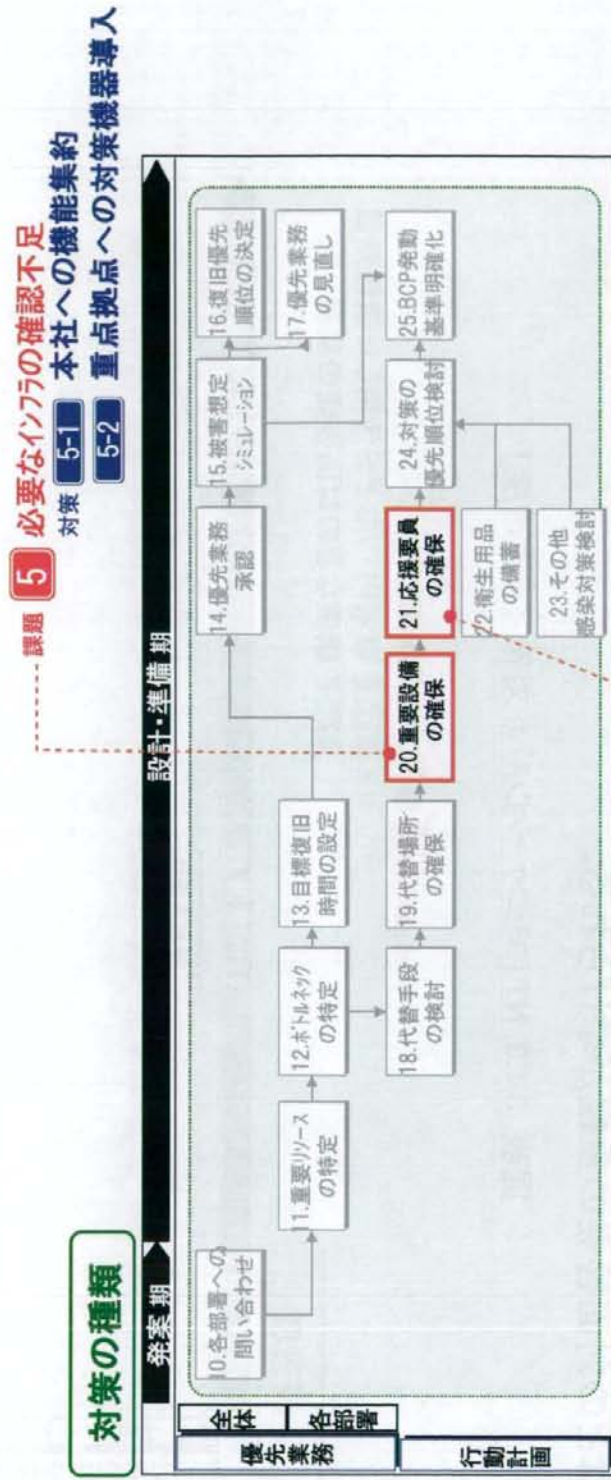 対策の種類
課題 5 必要なインフラの確認不足
対策 5-1 本社への機能集約
5-2 重点拠点への対策機器導入
発案期
設計・準備期
優先業務
全体
各部署
行動計画
10.各部署への
問い合わせ
11.重要リソース
の特定
12.ボトルネック
の特定
13.目標復旧
時間の設定
14.優先業務
承認
15.被害想定
シミュレーション
16.復旧優先
順位の決定
17.優先業務
の見直し
18.代替手段
の検討
19.代替場所
の確保
20.重要設備
の確保
21.応援要員
の確保
22.衛生用品
の備蓄
23.その他
感染対策検討
24.対策の
優先順位検討
25.BCP発動
基準明確化